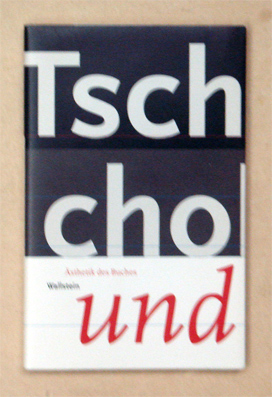 Tsch
cho
Ästhetik des Buches
Wallstein
und